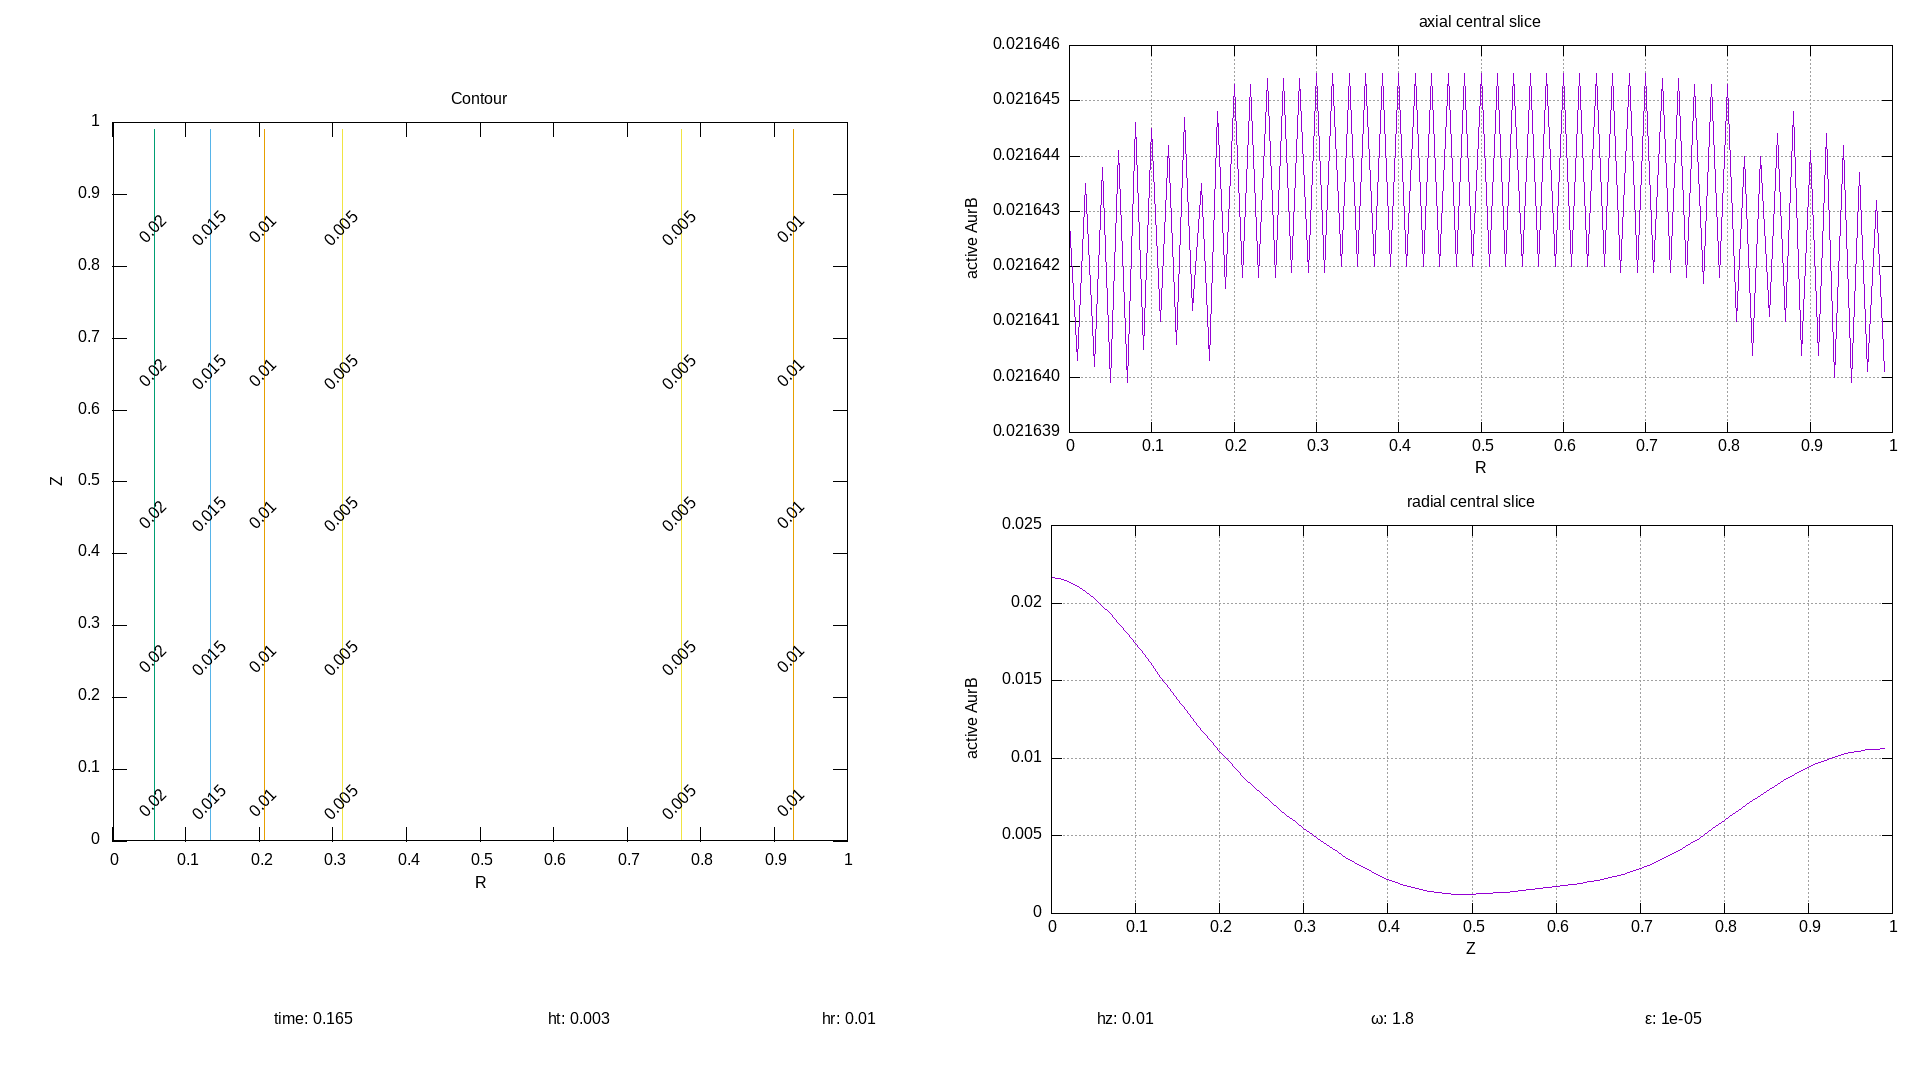 Contour
1
0.9
0.8
0.7
0.6
0.5
0.4
0.3
0.2
0.1
0
Z
0.02 0.015 0.01 0.005 0.005 0.01
0.02 0.015 0.01 0.005 0.005 0.01
0.02 0.015 0.01 0.005 0.005 0.01
0.02 0.015 0.01 0.005 0.005 0.01
0.02 0.015 0.01 0.005 0.005 0.01
0 0.1 0.2 0.3 0.4 0.5 0.6 0.7 0.8 0.9 1
R
axial central slice
0.021646
0.021645
0.021644
0.021643
0.021642
0.021641
0.021640
0.021639
active AurB
0 0.1 0.2 0.3 0.4 0.5 0.6 0.7 0.8 0.9 1
R
radial central slice
0.025
0.02
0.015
0.01
0.005
0
active AurB
0 0.1 0.2 0.3 0.4 0.5 0.6 0.7 0.8 0.9 1
Z
time: 0.165 ht: 0.003 hr: 0.01 hz: 0.01 ω: 1.8 ε: 1e-05